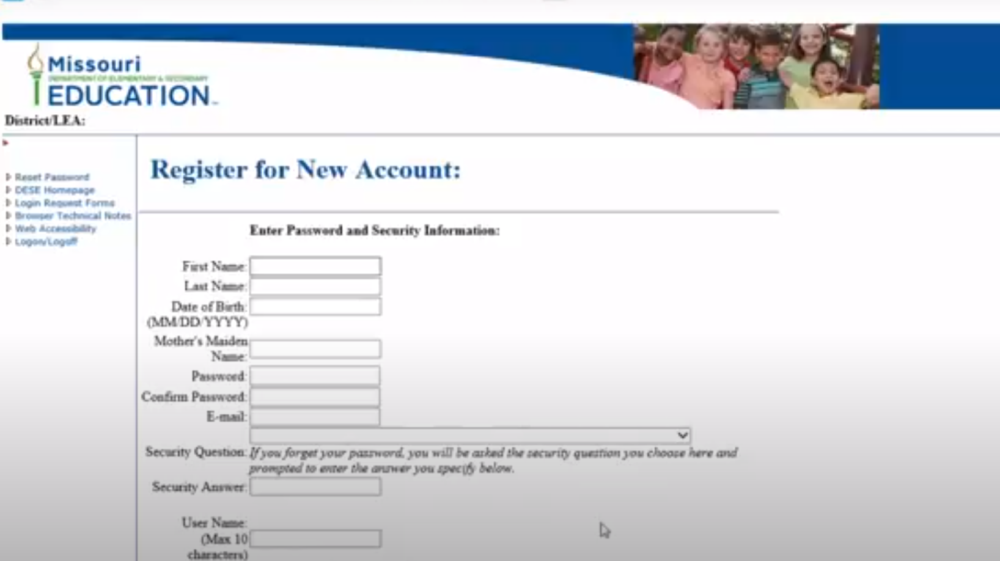 Missouri
DEPARTMENT OF ELEMENTARY & SECONDARY
EDUCATION
District/LEA:
Reset Password
DESE Homepage
Login Request Forms
Browser Technical Notes
Web Accessibility
Logon/Logoff
Register for New Account:
Enter Password and Security Information:
First Name:
Last Name:
Date of Birth:
(MM/DD/YYYY)
Mother's Maiden
Name:
Password:
Confirm Password:
E-mail:
Security Question: If you forget your password, you will be asked the security question you choose here and
prompted to enter the answer you specify below.
Security Answer:
User Name:
(Max 10
characters)